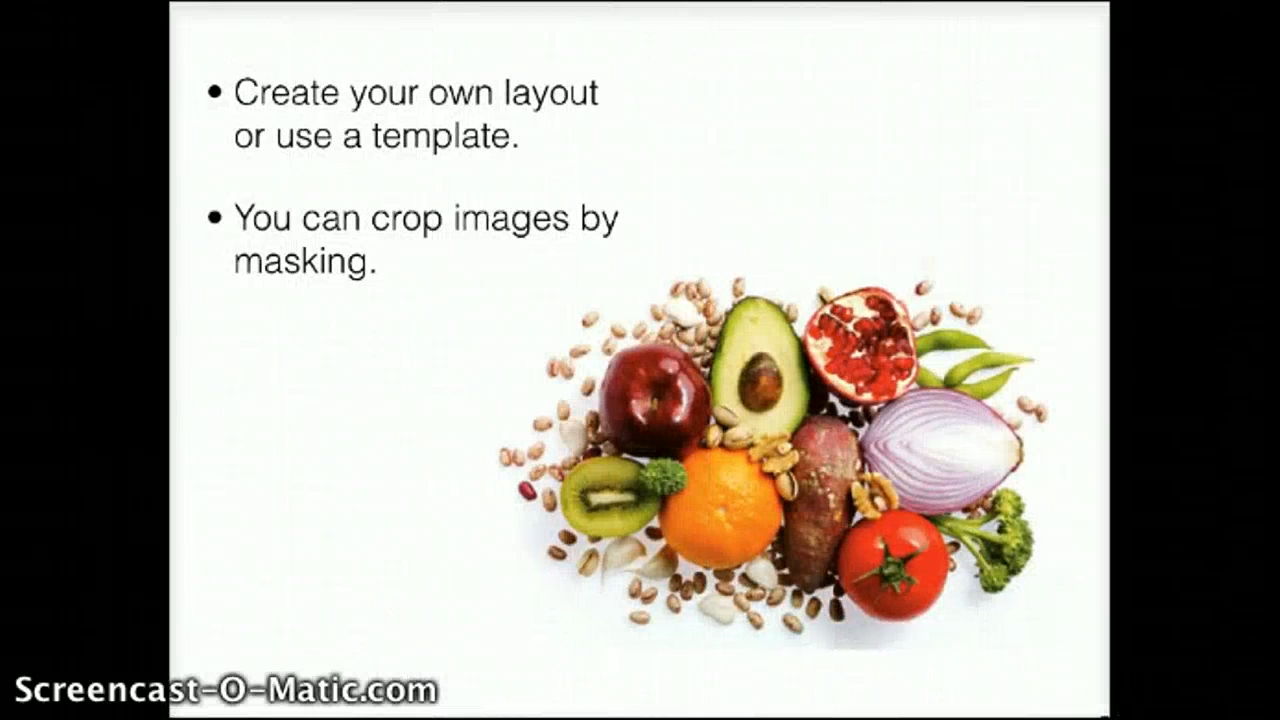 • Create your own layout
or use a template.
• You can crop images by
masking.
Screencast-O-Matic.com